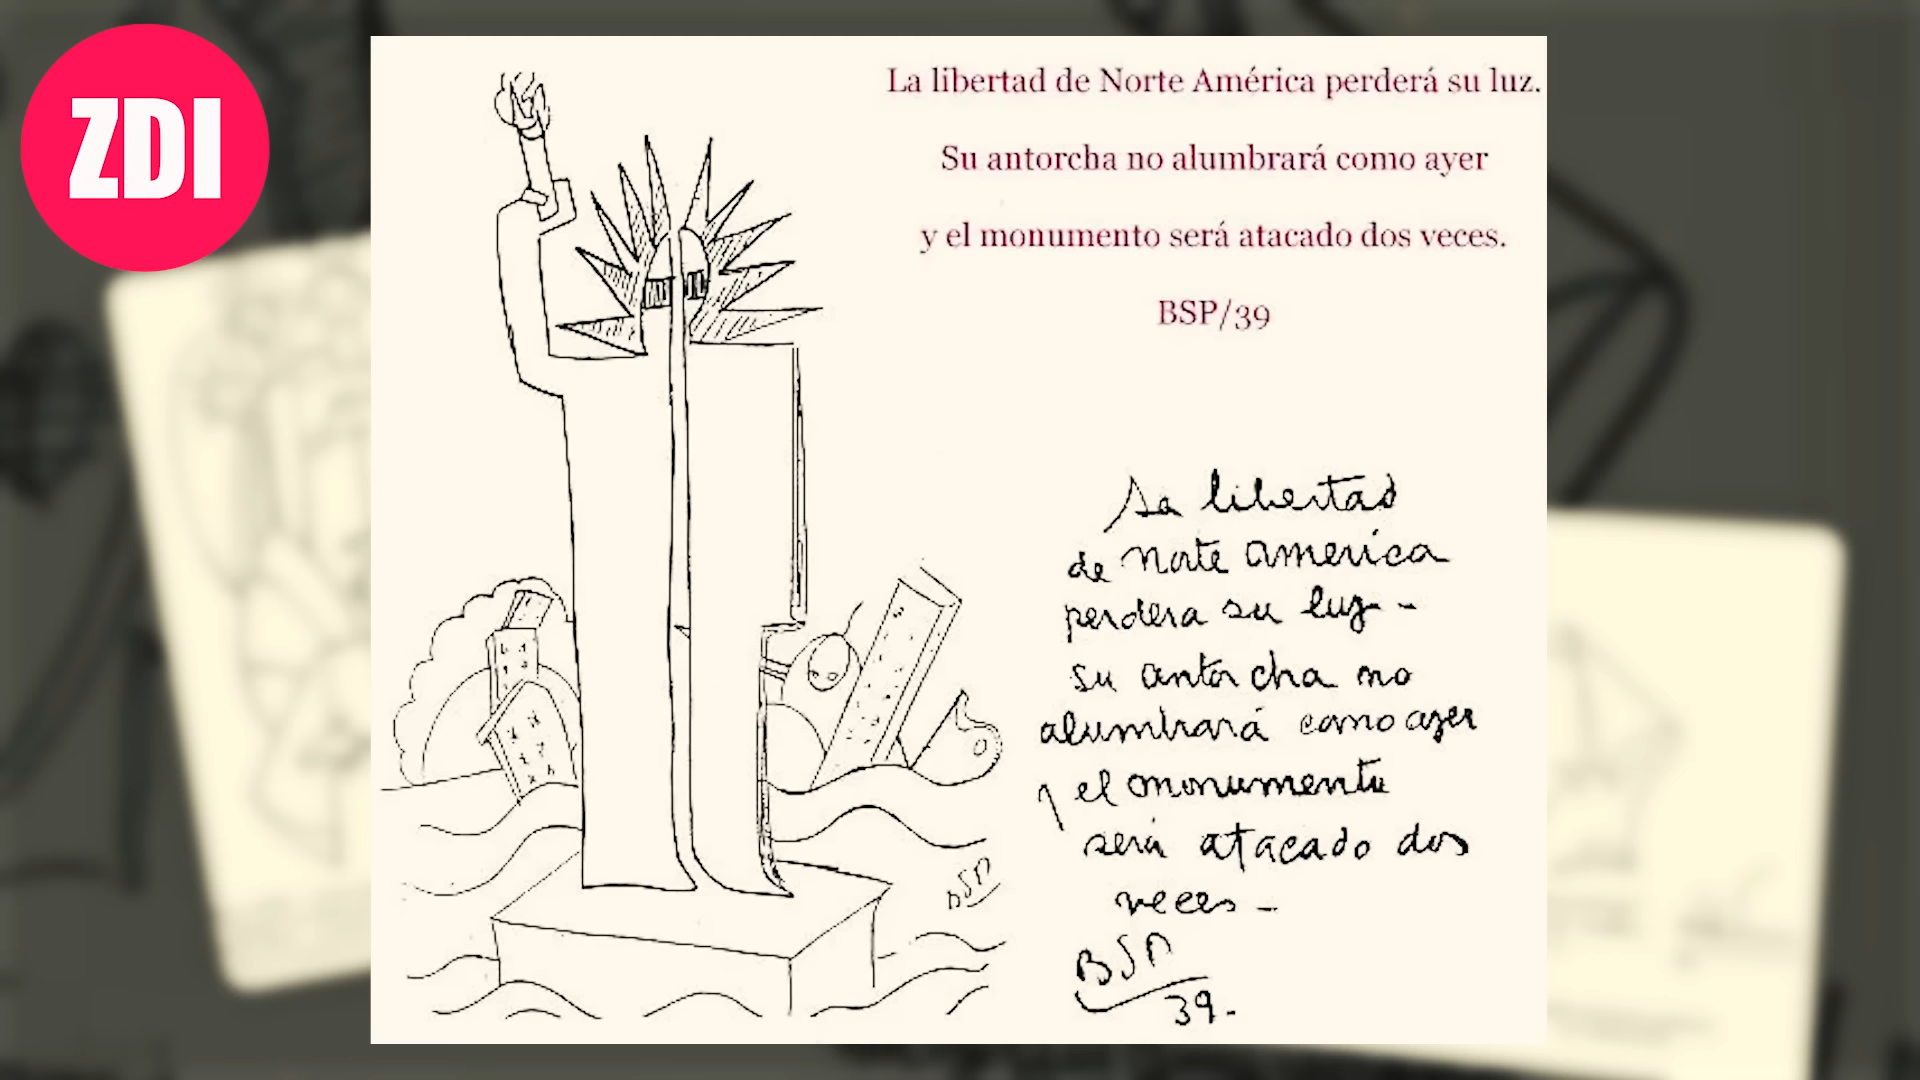 ZDI
La libertad de Norte América perderá su luz.
Su antorcha no alumbrará como ayer
y el monumento será atacado dos veces.
BSP/39
La libertad
de norte america
perdera su luz -
su antorcha no
alumbrará como ayer
y el monumento
será atacado dos
veces -
BSP
39.
BSP